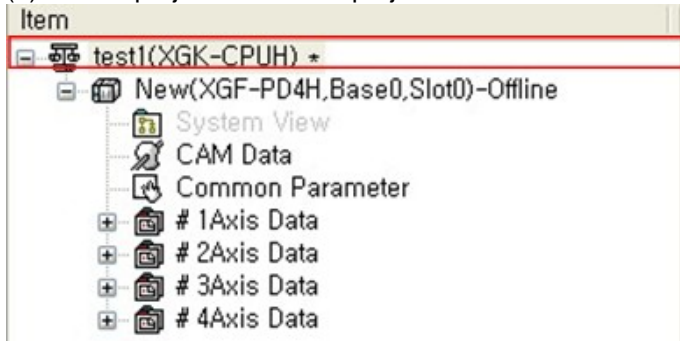 Item
test1(XGK-CPUH) *
New(XGF-PD4H,Base0,Slot0)-Offline
System View
CAM Data
Common Parameter
# 1Axis Data
# 2Axis Data
# 3Axis Data
# 4Axis Data